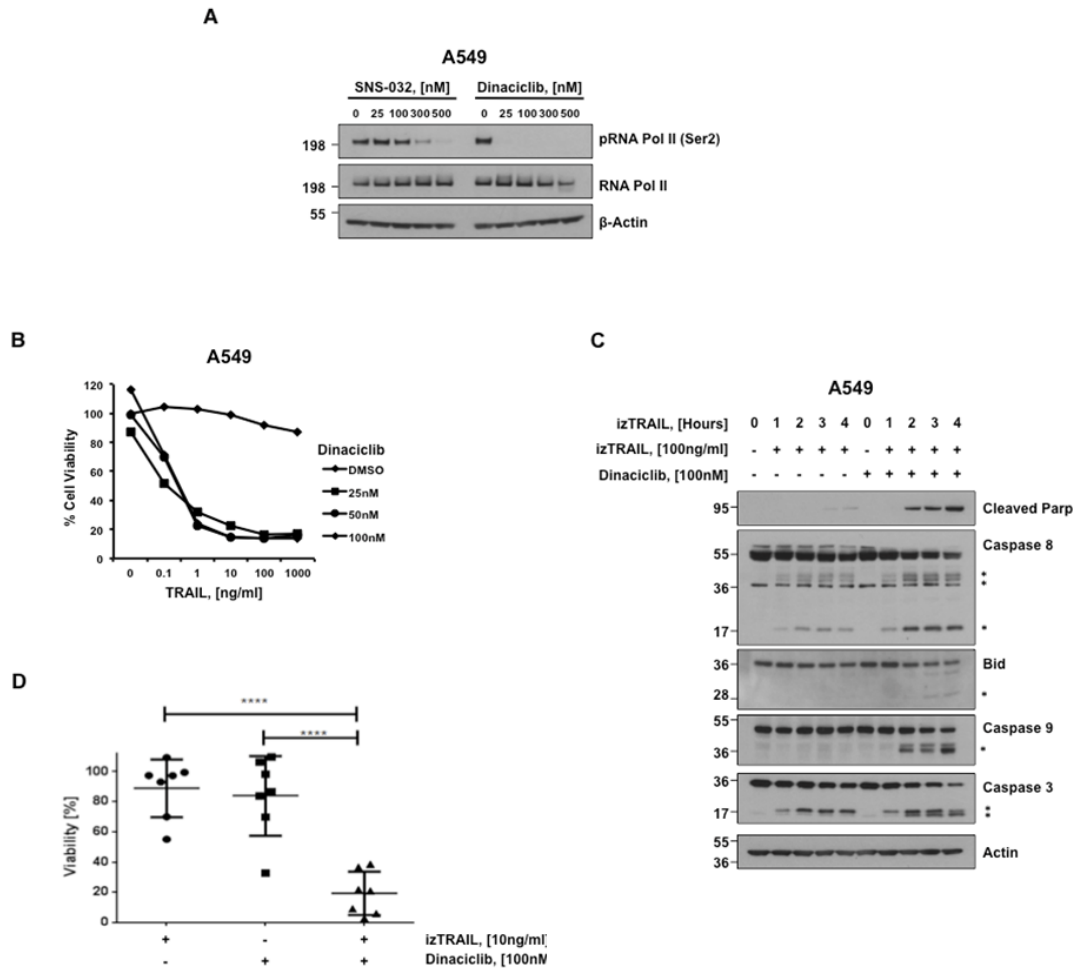 A
A549
SNS-032, [nM] Dinaciclib, [nM]
0 25 100 300 500 0 25 100 300 500
198 pRNA Pol II (Ser2)
198 RNA Pol II
55
β-Actin
B
A549
120
100
80
60
40
20
0
% Cell Viability
0 0.1 1 10 100 1000
TRAIL, [ng/ml]
Dinaciclib
DMSO
25nM
50nM
100nM
C
A549
izTRAIL, [Hours] 0 1 2 3 4 0 1 2 3 4
izTRAIL, [100ng/ml] - + + + + - + + + +
Dinaciclib, [100nM] - - - - - + + + + +
95 Cleaved Parp
Caspase 8
55
*
36 *
17 *
36 Bid
28 *
55 Caspase 9
36 *
36 Caspase 3
17 *
*
55 Actin
36
D
****
****
100
80
60
40
20
0
Viability [%]
+ - + izTRAIL, [10ng/ml]
- + + Dinaciclib, [100nM